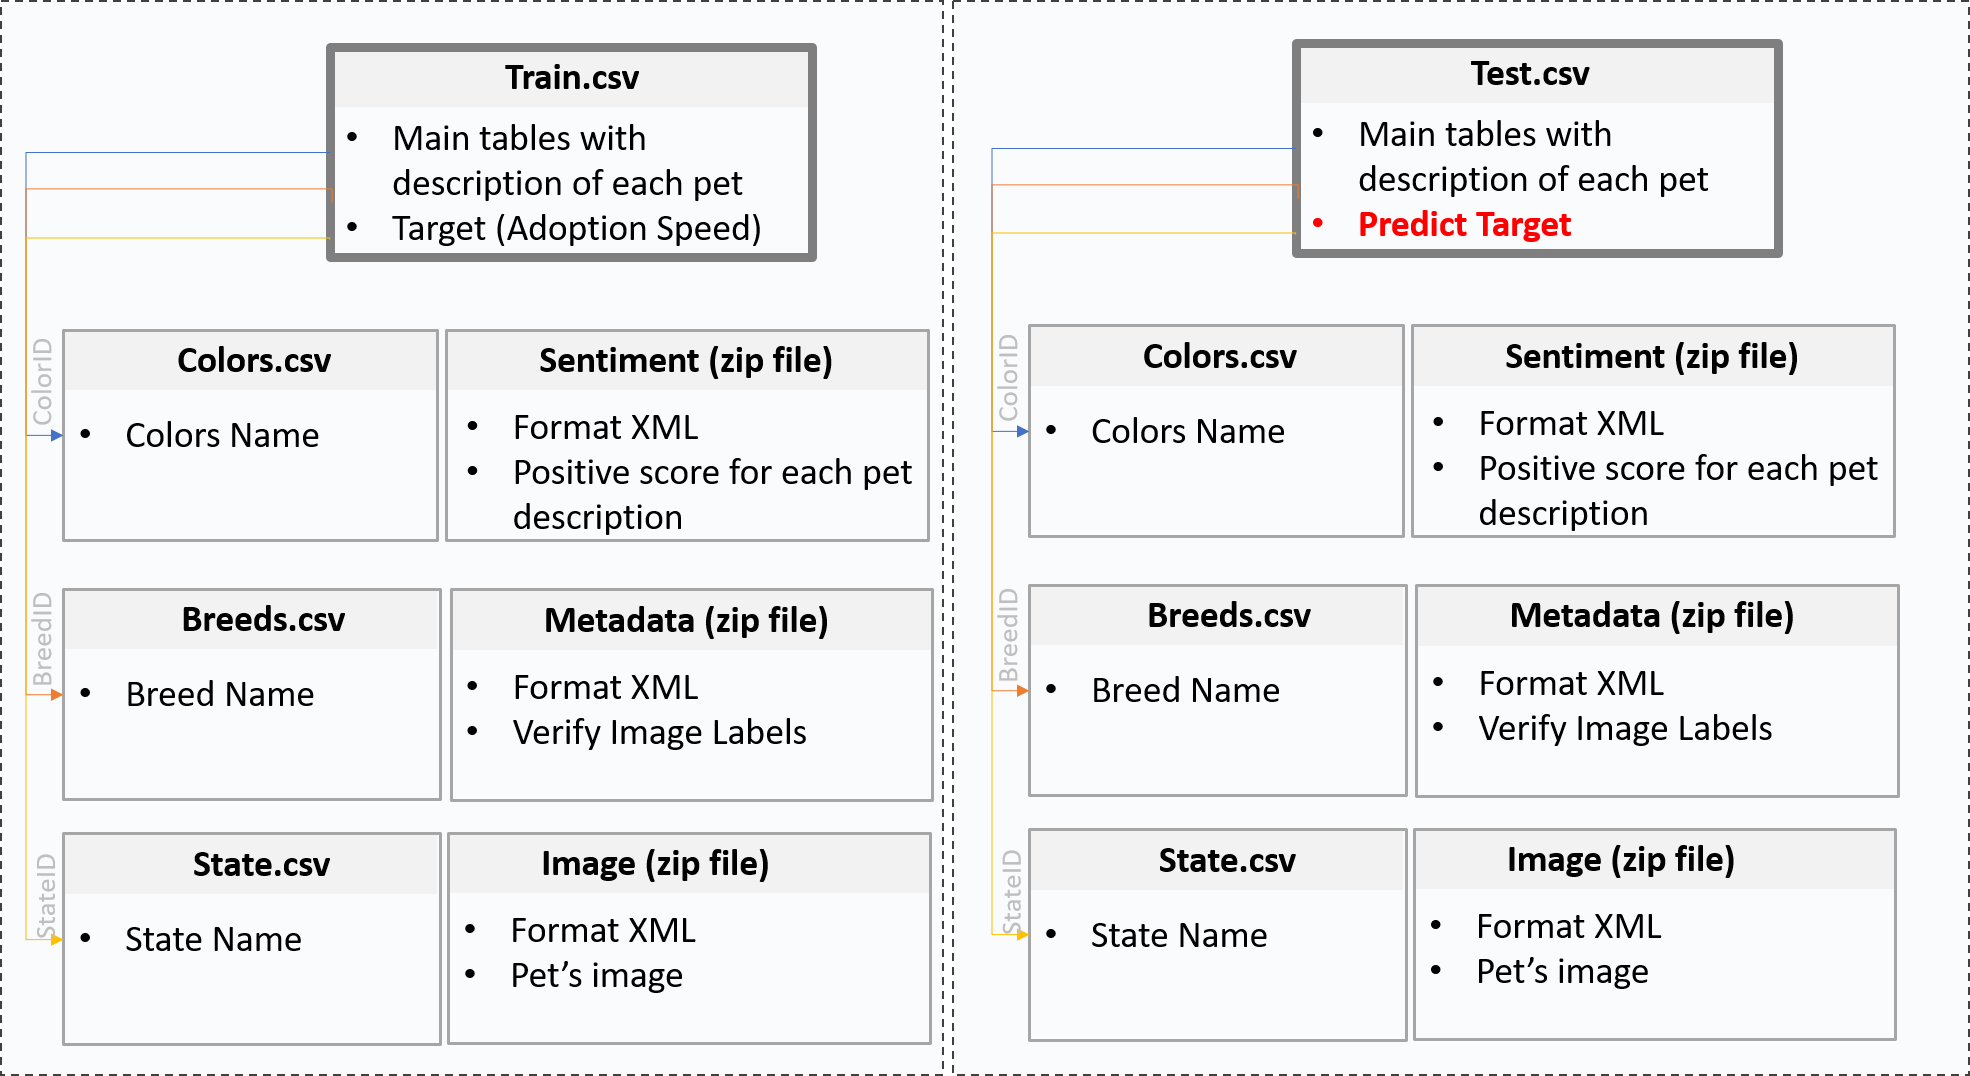 Train.csv
• Main tables with
description of each pet
• Target (Adoption Speed)
ColorID
Colors.csv
• Colors Name
Sentiment (zip file)
• Format XML
• Positive score for each pet
description
BreedID
Breeds.csv
• Breed Name
Metadata (zip file)
• Format XML
• Verify Image Labels
StateID
State.csv
• State Name
Image (zip file)
• Format XML
• Pet’s image
Test.csv
• Main tables with
description of each pet
• Predict Target
ColorID
Colors.csv
• Colors Name
Sentiment (zip file)
• Format XML
• Positive score for each pet
description
BreedID
Breeds.csv
• Breed Name
Metadata (zip file)
• Format XML
• Verify Image Labels
StateID
State.csv
• State Name
Image (zip file)
• Format XML
• Pet’s image